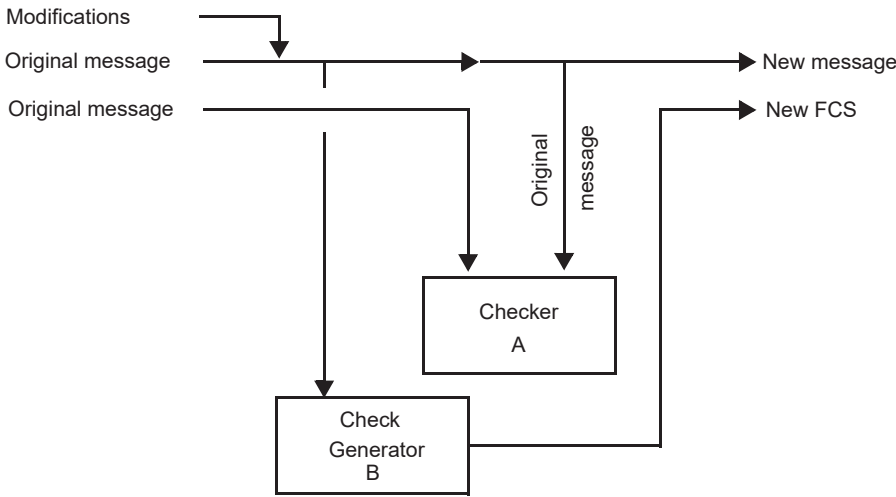 Modifications
Original message
New message
Original message
New FCS
Original
message
Checker
A
Check
Generator
B